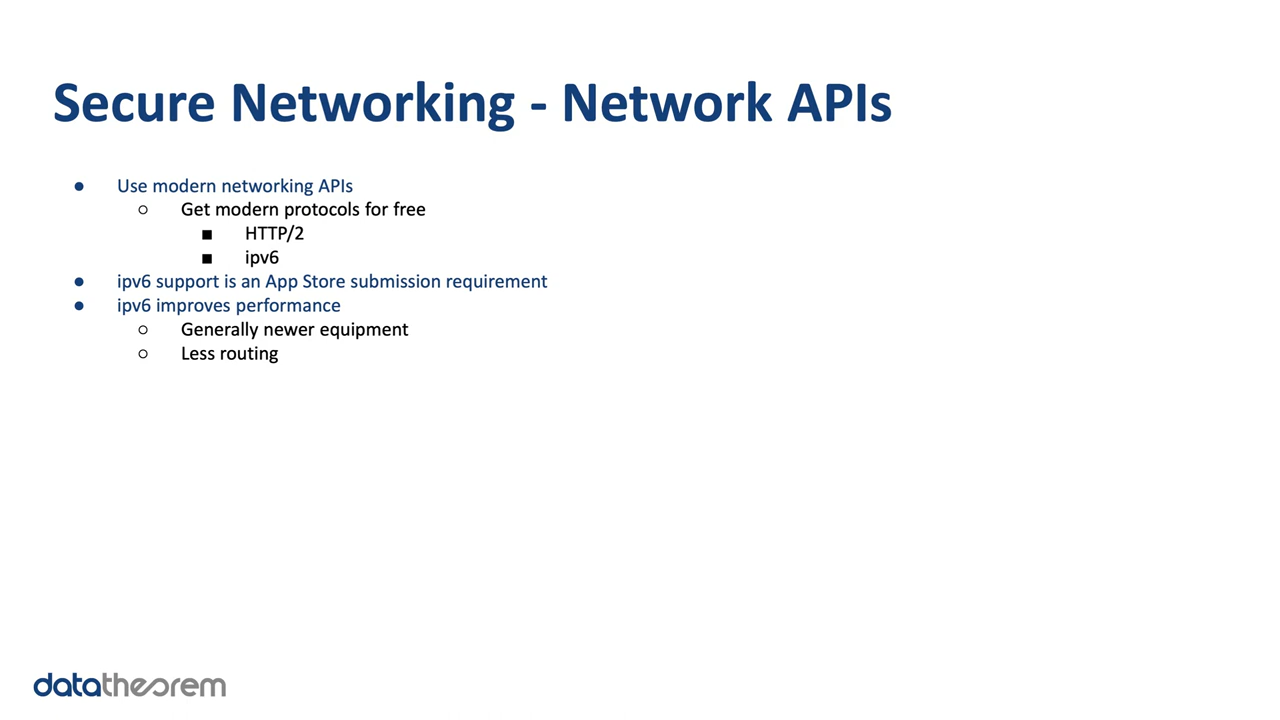 Secure Networking - Network APIs
● Use modern networking APIs
○ Get modern protocols for free
■ HTTP/2
■ ipv6
● ipv6 support is an App Store submission requirement
● ipv6 improves performance
○ Generally newer equipment
○ Less routing
datatheorem